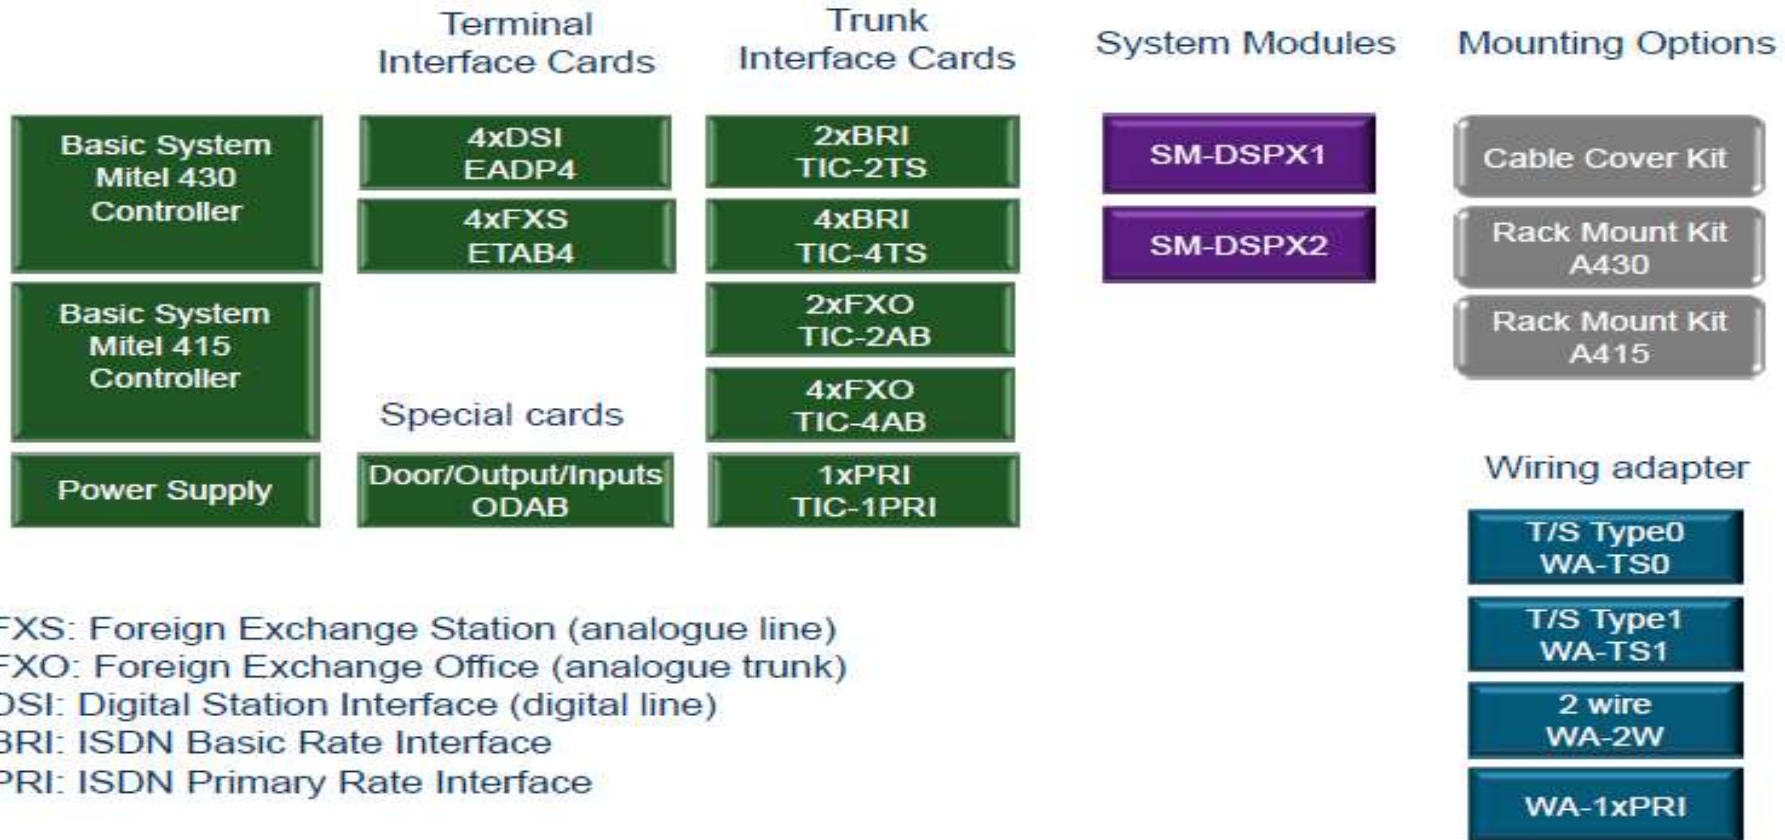 Terminal
Interface Cards
Trunk
Interface Cards
System Modules
Mounting Options
Basic System
Mitel 430
Controller
4xDSI
EADP4
2xBRI
TIC-2TS
SM-DSPX1
Cable Cover Kit
4xFXS
ETAB4
4xBRI
TIC-4TS
SM-DSPX2
Rack Mount Kit
A430
Basic System
Mitel 415
Controller
2xFXO
TIC-2AB
Rack Mount Kit
A415
Special cards
4xFXO
TIC-4AB
Power Supply
Door/Output/Inputs
ODAB
1xPRI
TIC-1PRI
Wiring adapter
T/S Type0
WA-TS0
T/S Type1
WA-TS1
2 wire
WA-2W
WA-1xPRI
FXS: Foreign Exchange Station (analogue line)
FXO: Foreign Exchange Office (analogue trunk)
DSI: Digital Station Interface (digital line)
BRI: ISDN Basic Rate Interface
PRI: ISDN Primary Rate Interface